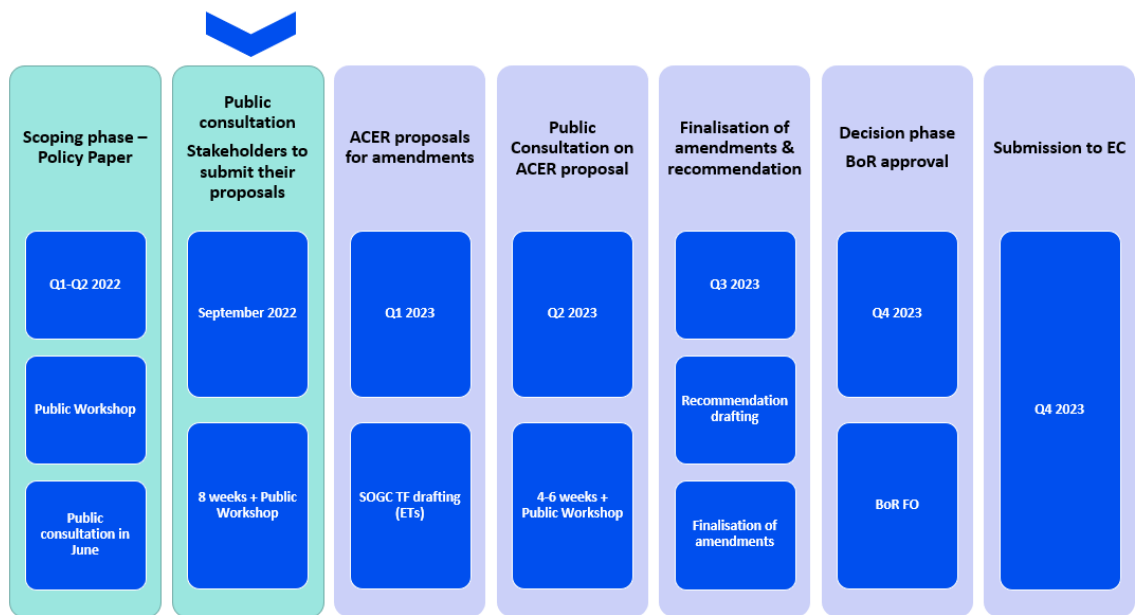 Scoping phase –
Policy Paper
Q1-Q2 2022
Public Workshop
Public
consultation in
June
Public
consultation
Stakeholders to
submit their
proposals
September 2022
8 weeks + Public
Workshop
ACER proposals
for amendments
Q1 2023
SOGC TF drafting
(ETs)
Public
Consultation on
ACER proposal
Q2 2023
4-6 weeks +
Public Workshop
Finalisation of
amendments &
recommendation
Q3 2023
Recommendation
drafting
Finalisation of
amendments
Decision phase
BoR approval
Q4 2023
BoR FO
Submission to EC
Q4 2023